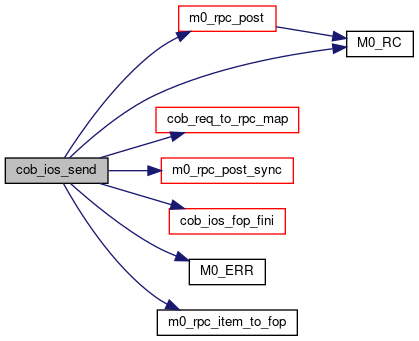 m0_rpc_post
M0_RC
cob_req_to_rpc_map
cob_ios_send
m0_rpc_post_sync
cob_ios_fop_fini
M0_ERR
m0_rpc_item_to_fop